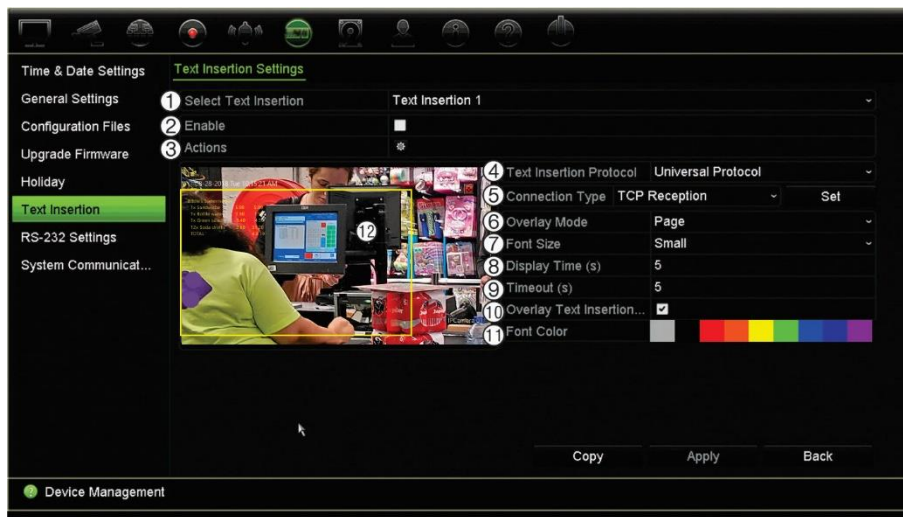 Time & Date Settings
General Settings
Configuration Files
Upgrade Firmware
Holiday
Text Insertion
RS-232 Settings
System Communicat...
Text Insertion Settings
① Select Text Insertion Text Insertion 1
② Enable
③ Actions
④ Text Insertion Protocol Universal Protocol
⑤ Connection Type TCP Reception Set
⑥ Overlay Mode Page
⑦ Font Size Small
⑧ Display Time (s) 5
⑨ Timeout (s) 5
⑩ Overlay Text Insertion...
⑪ Font Color
⑫
Copy Apply Back
Device Management